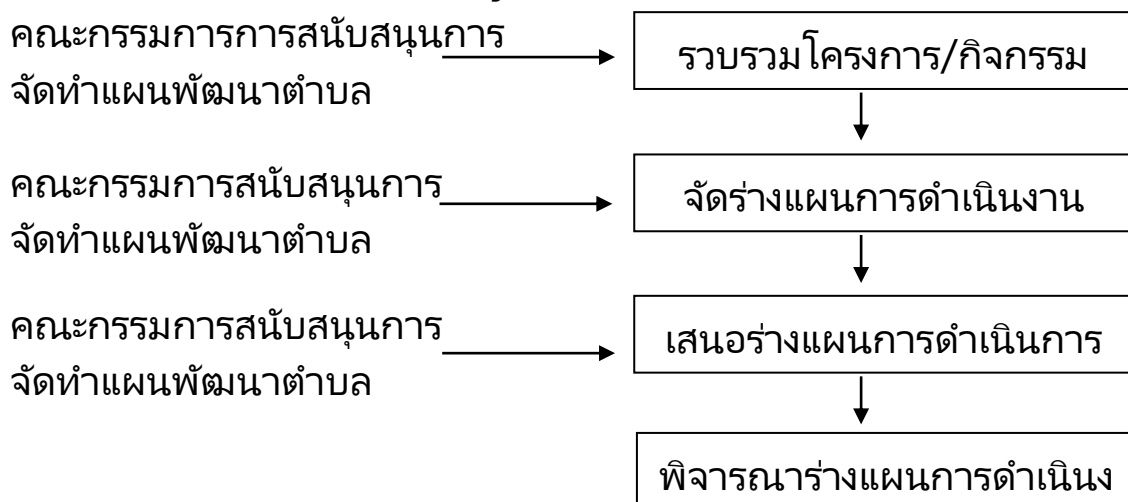 คณะกรรมการการสนับสนุนการ
จัดทำแผนพัฒนาตำบล
รวบรวมโครงการ/กิจกรรม
คณะกรรมการสนับสนุนการ
จัดทำแผนพัฒนาตำบล
จัดร่างแผนการดำเนินงาน
คณะกรรมการสนับสนุนการ
จัดทำแผนพัฒนาตำบล
เสนอร่างแผนการดำเนินการ
พิจารณาร่างแผนการดำเนินง